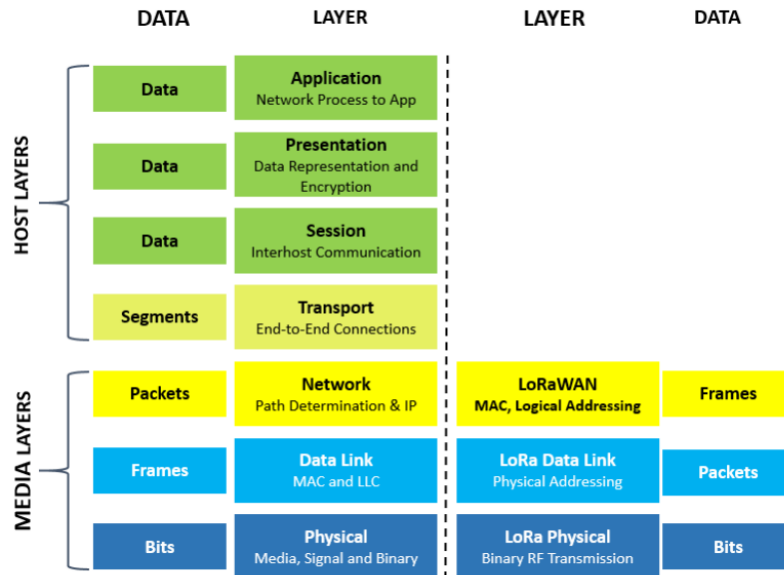 DATA LAYER LAYER DATA
HOST LAYERS
Data
Application
Network Process to App
Data
Presentation
Data Representation and
Encryption
Data
Session
Interhost Communication
Segments
Transport
End-to-End Connections
MEDIA LAYERS
Packets
Network
Path Determination & IP
LoRaWAN
MAC, Logical Addressing
Frames
Frames
Data Link
MAC and LLC
LoRa Data Link
Physical Addressing
Packets
Bits
Physical
Media, Signal and Binary
LoRa Physical
Binary RF Transmission
Bits